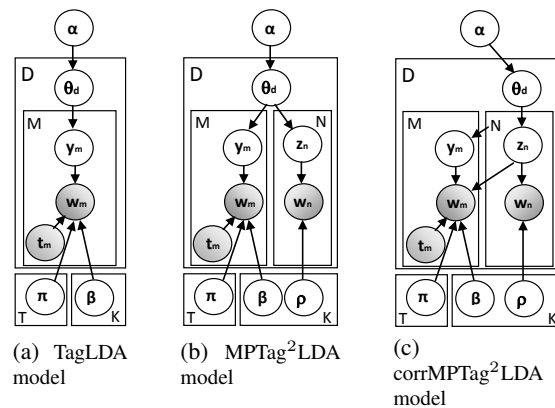 α
D
θd
M
ym
wm
tm
π
T
β
K
(a) TagLDA
model
α
D
θd
M
N
ym
zn
wm
wn
tm
π
T
β
ρ
K
(b) MPTag²LDA
model
α
D
θd
M
N
ym
zn
wm
wn
tm
π
T
β
ρ
K
(c)
corrMPTag²LDA
model